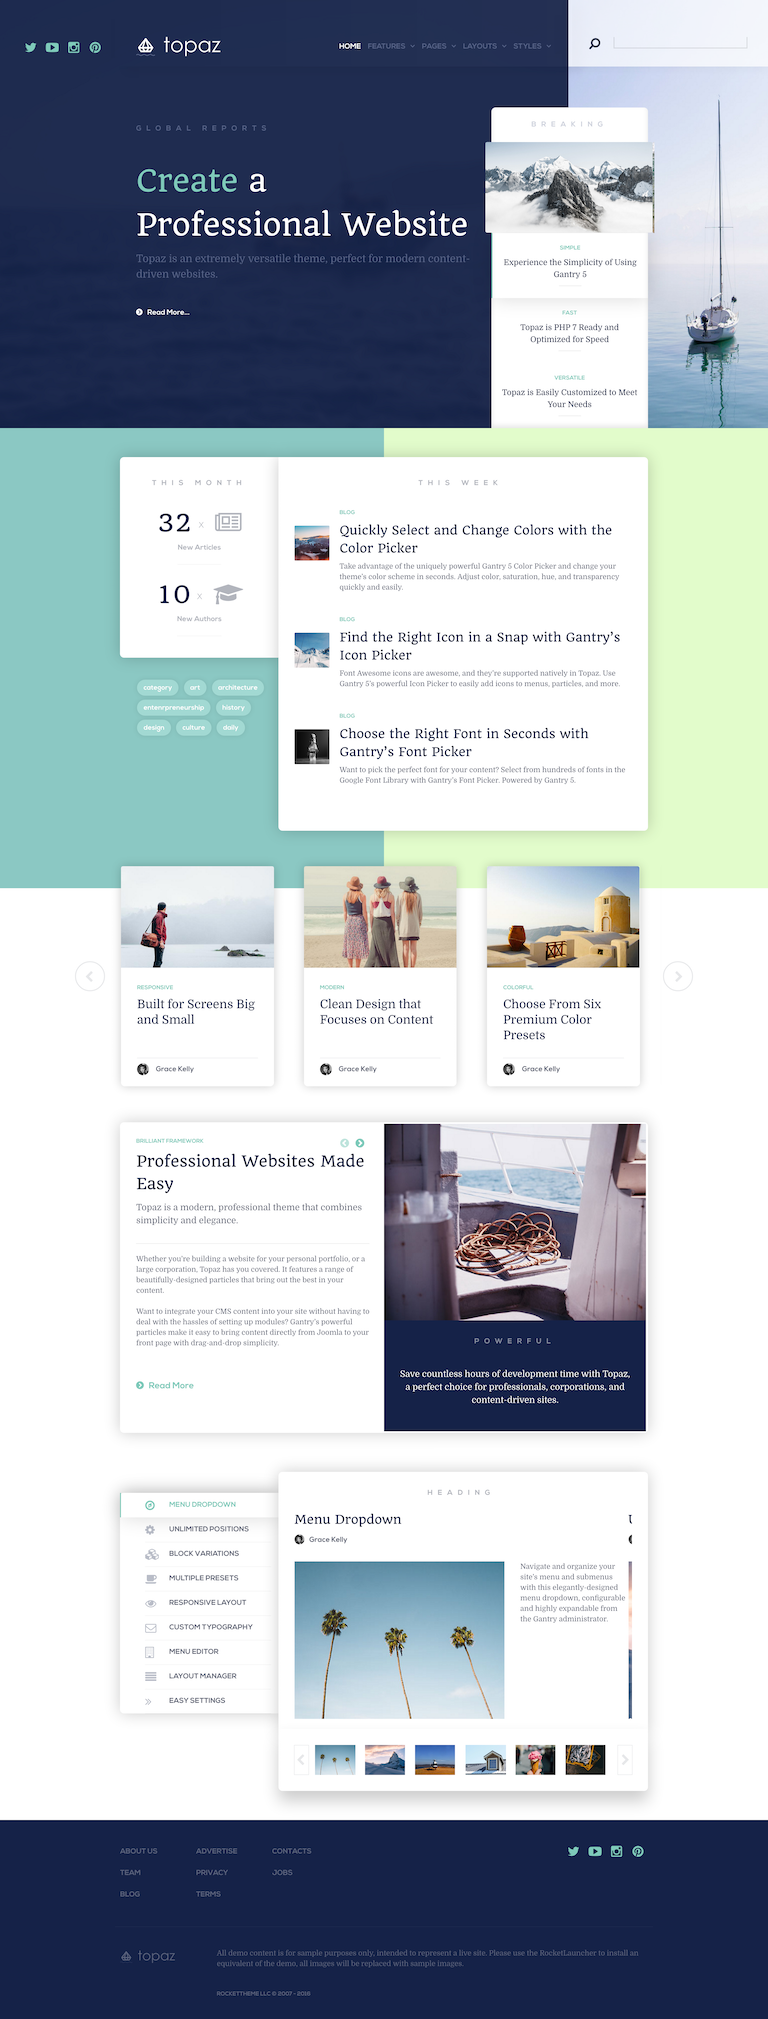 topaz
HOME FEATURES PAGES LAYOUTS STYLES
GLOBAL REPORTS
Create a
Professional Website
Topaz is an extremely versatile theme, perfect for modern content-
driven websites.
Read More...
BREAKING
SIMPLE
Experience the Simplicity of Using
Gantry 5
FAST
Topaz is PHP 7 Ready and
Optimized for Speed
VERSATILE
Topaz is Easily Customized to Meet
Your Needs
THIS MONTH
32 x
New Articles
10 x
New Authors
category art architecture
entenrpreneurship history
design culture daily
THIS WEEK
BLOG
Quickly Select and Change Colors with the
Color Picker
Take advantage of the uniquely powerful Gantry 5 Color Picker and change your
theme's color scheme in seconds. Adjust color, saturation, hue, and transparency
quickly and easily.
BLOG
Find the Right Icon in a Snap with Gantry's
Icon Picker
Font Awesome icons are awesome, and they're supported natively in Topaz. Use
Gantry 5's powerful Icon Picker to easily add icons to menus, particles, and more.
BLOG
Choose the Right Font in Seconds with
Gantry's Font Picker
Want to pick the perfect font for your content? Select from hundreds of fonts in the
Google Font Library with Gantry's Font Picker. Powered by Gantry 5.
RESPONSIVE
Built for Screens Big
and Small
Grace Kelly
MODERN
Clean Design that
Focuses on Content
Grace Kelly
COLORFUL
Choose From Six
Premium Color
Presets
Grace Kelly
BRILLIANT FRAMEWORK
Professional Websites Made
Easy
Topaz is a modern, professional theme that combines
simplicity and elegance.
Whether you're building a website for your personal portfolio, or a
large corporation, Topaz has you covered. It features a range of
beautifully-designed particles that bring out the best in your
content.
Want to integrate your CMS content into your site without having to
deal with the hassles of setting up modules? Gantry's powerful
particles make it easy to bring content directly from Joomla to your
front page with drag-and-drop simplicity.
Read More
POWERFUL
Save countless hours of development time with Topaz,
a perfect choice for professionals, corporations, and
content-driven sites.
MENU DROPDOWN
UNLIMITED POSITIONS
BLOCK VARIATIONS
MULTIPLE PRESETS
RESPONSIVE LAYOUT
CUSTOM TYPOGRAPHY
MENU EDITOR
LAYOUT MANAGER
EASY SETTINGS
HEADING
Menu Dropdown
Grace Kelly
Navigate and organize your
site's menu and submenus
with this elegantly-designed
menu dropdown, configurable
and highly expandable from
the Gantry administrator.
ABOUT US ADVERTISE CONTACTS
TEAM PRIVACY JOBS
BLOG TERMS
topaz
All demo content is for sample purposes only, intended to represent a live site. Please use the RocketLauncher to install an
equivalent of the demo, all images will be replaced with sample images.
ROCKETTHEME LLC © 2007 - 2016